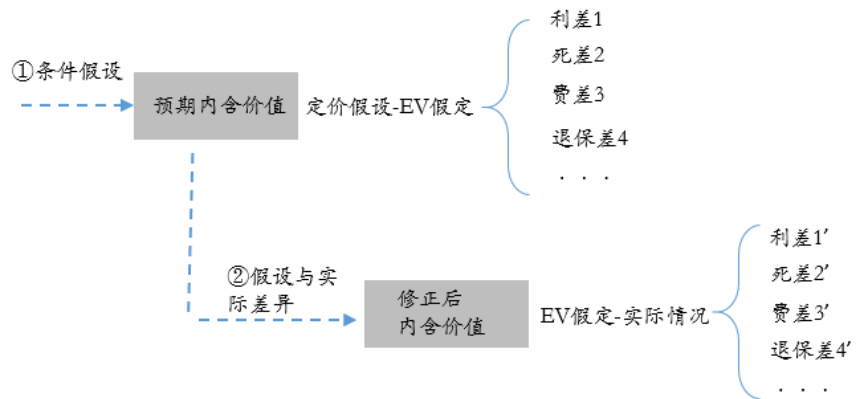 利差1
死差2
①条件假设
预期内含价值
定价假设-EV假定
费差3
退保差4
· · ·
利差1′
②假设与实
际差异
修正后
内含价值
EV假定-实际情况
死差2′
费差3′
退保差4′
· · ·